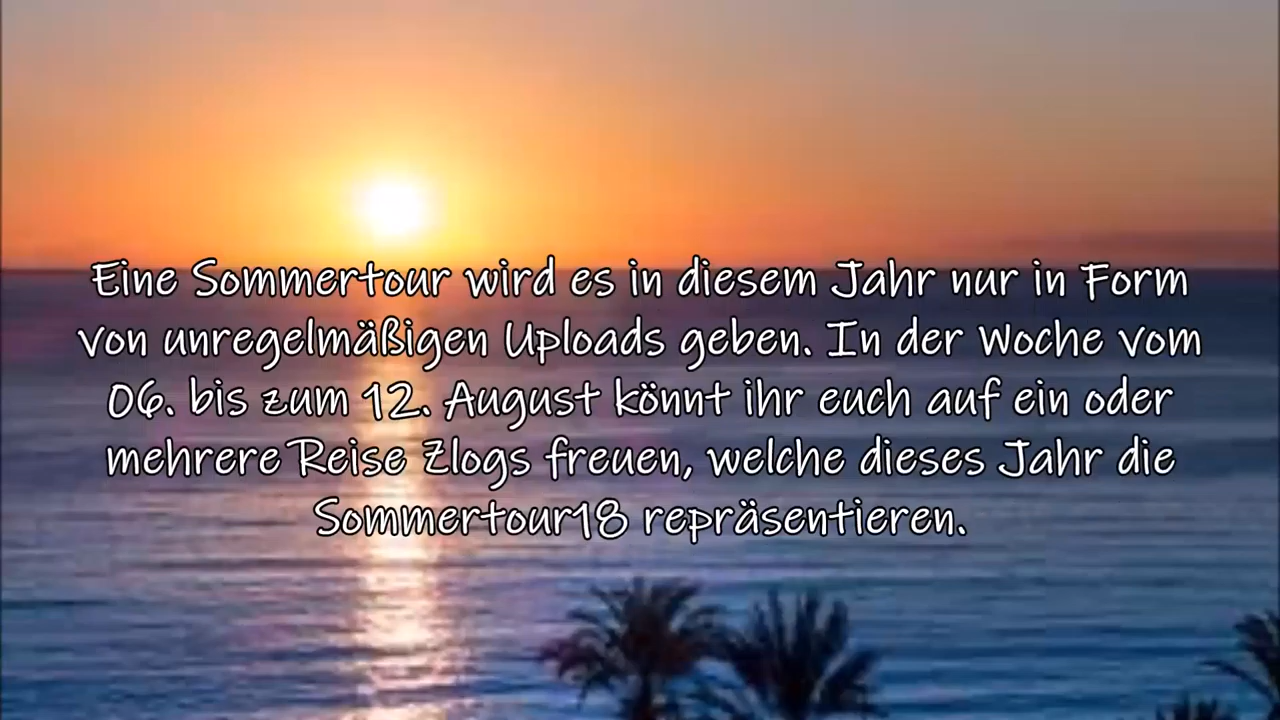 Eine Sommertour wird es in diesem Jahr nur in Form
von unregelmäßigen Uploads geben. In der Woche vom
06. bis zum 12. August könnt ihr euch auf ein oder
mehrere Reise Zlogs freuen, welche dieses Jahr die
Sommertour18 repräsentieren.